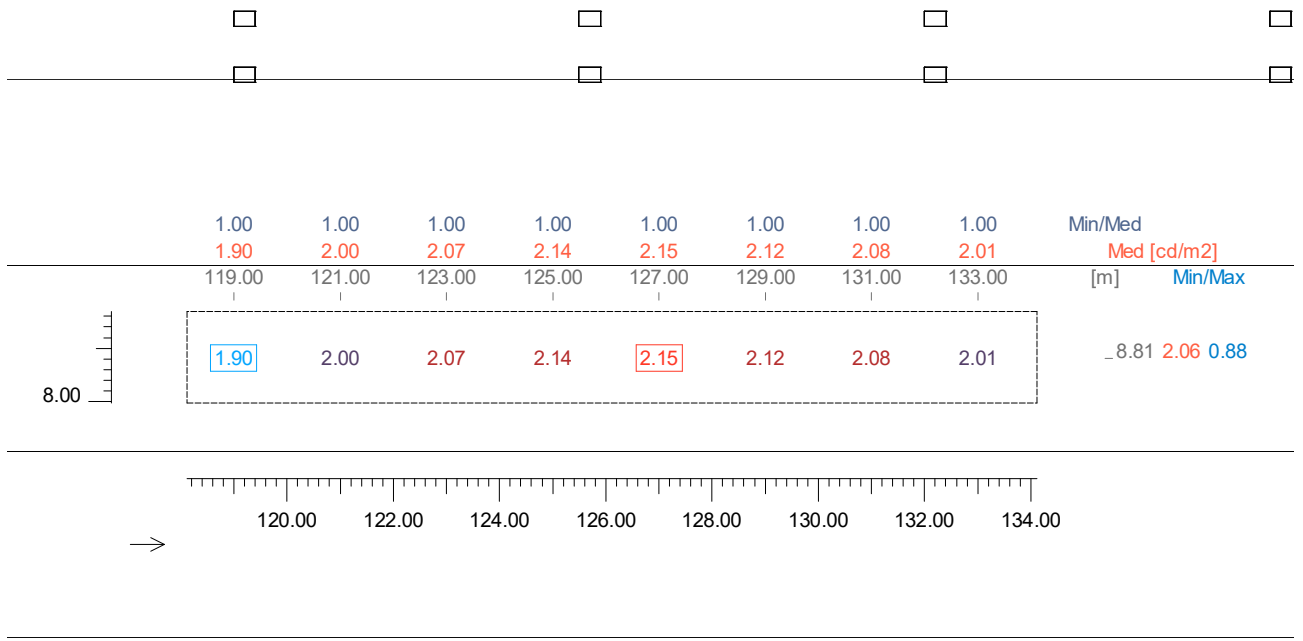 1.00 1.00 1.00 1.00 1.00 1.00 1.00 1.00 Min/Med
1.90 2.00 2.07 2.14 2.15 2.12 2.08 2.01 Med [cd/m2]
119.00 121.00 123.00 125.00 127.00 129.00 131.00 133.00 [m] Min/Max
1.90 2.00 2.07 2.14 2.15 2.12 2.08 2.01 8.81 2.06 0.88
8.00
120.00 122.00 124.00 126.00 128.00 130.00 132.00 134.00